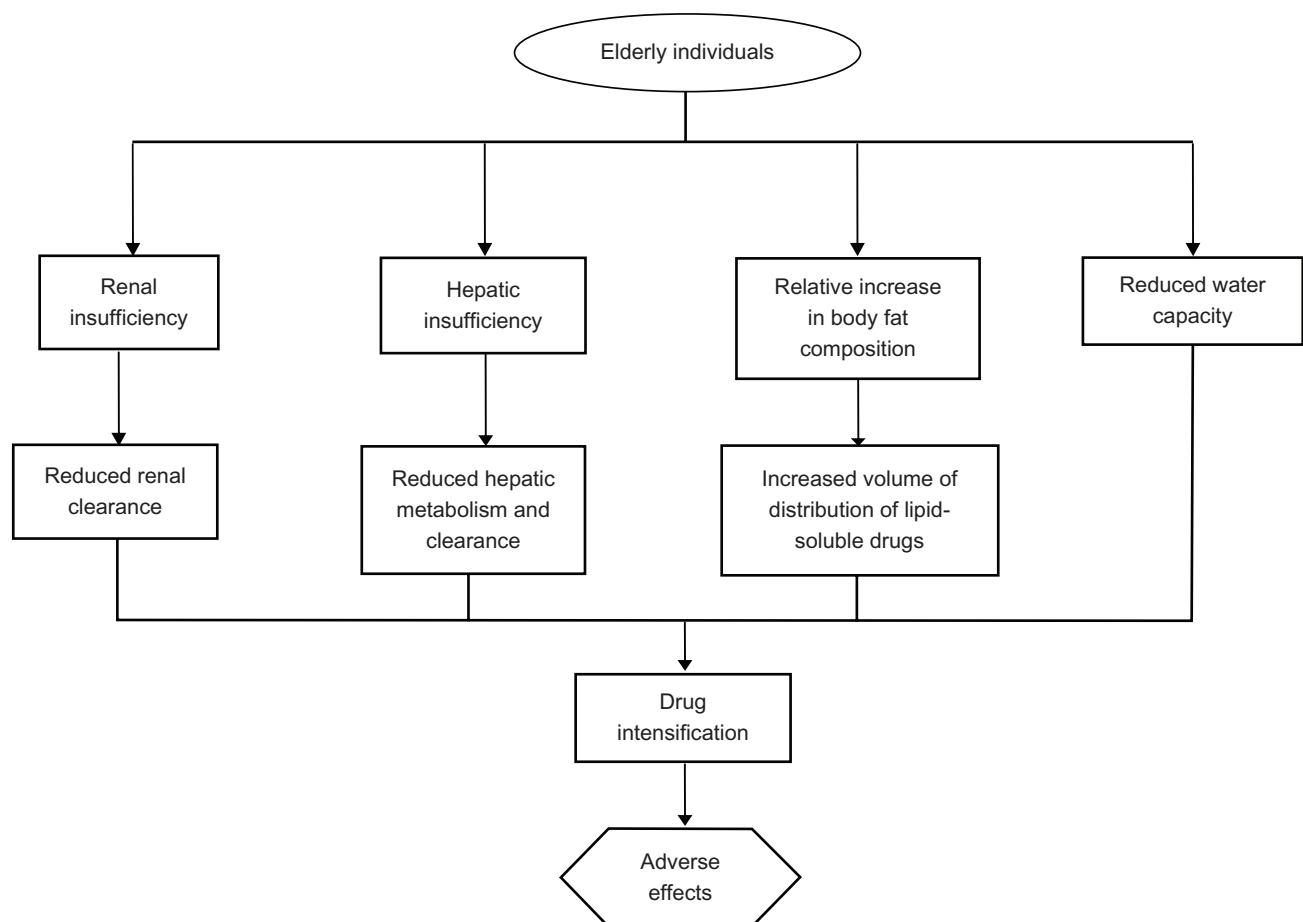 Elderly individuals
Renal
insufficiency
Hepatic
insufficiency
Relative increase
in body fat
composition
Reduced water
capacity
Reduced renal
clearance
Reduced hepatic
metabolism and
clearance
Increased volume of
distribution of lipid-
soluble drugs
Drug
intensification
Adverse
effects